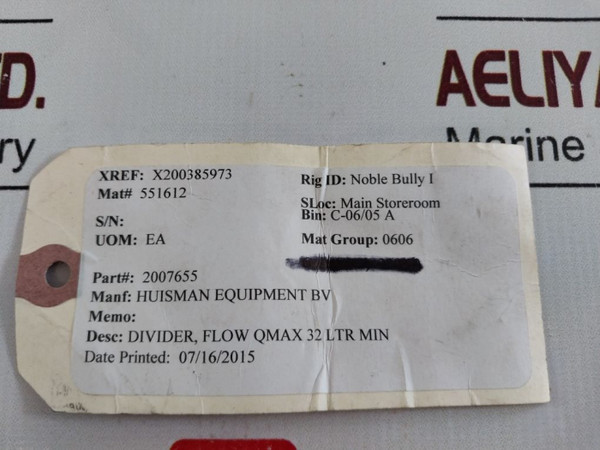 TD.
ry
AELIYA
Marine
XREF: X200385973
Mat# 551612
S/N:
UOM: EA
Rig ID: Noble Bully I
SLoc: Main Storeroom
Bin: C-06/05 A
Mat Group: 0606
Part#: 2007655
Manf: HUISMAN EQUIPMENT BV
Memo:
Desc: DIVIDER, FLOW QMAX 32 LTR MIN
Date Printed: 07/16/2015